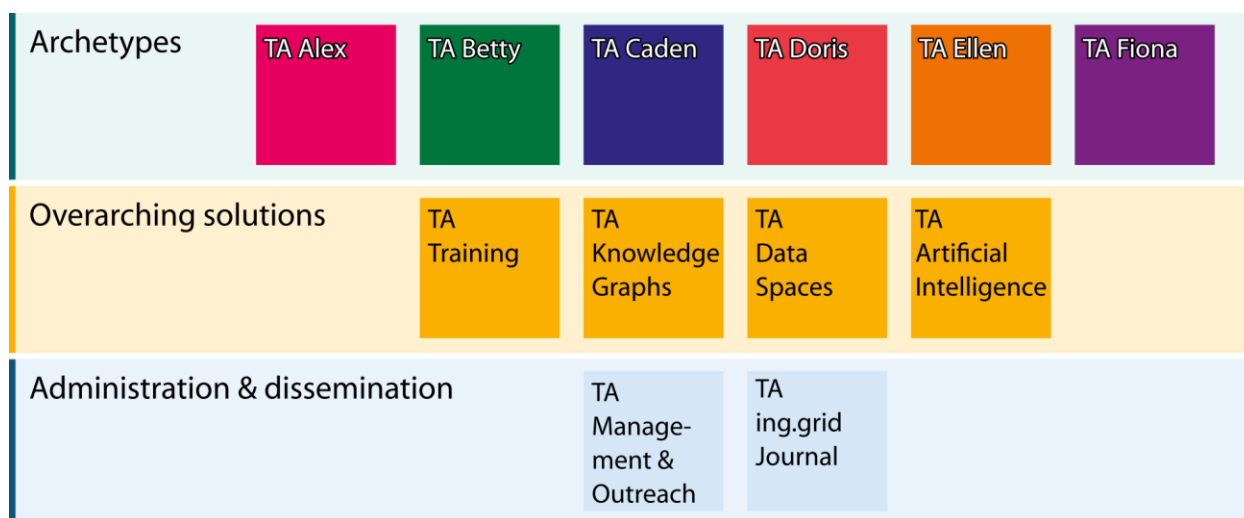 Archetypes
TA Alex
TA Betty
TA Caden
TA Doris
TA Ellen
TA Fiona
Overarching solutions
TA
Training
TA
Knowledge
Graphs
TA
Data
Spaces
TA
Artificial
Intelligence
Administration & dissemination
TA
Manage-
ment &
Outreach
TA
ing.grid
Journal